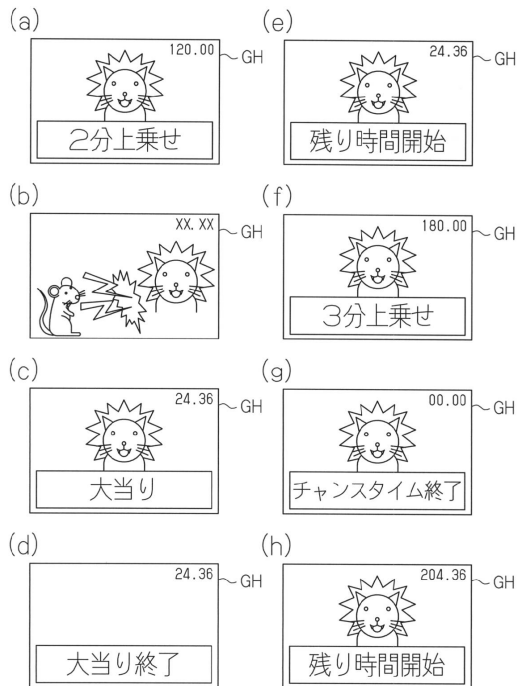 (a)
120.00
GH
2分上乗せ
(b)
XX.XX
GH
(c)
24.36
GH
大当り
(d)
24.36
GH
大当り終了
(e)
24.36
GH
残り時間開始
(f)
180.00
GH
3分上乗せ
(g)
00.00
GH
チャンスタイム終了
(h)
204.36
GH
残り時間開始